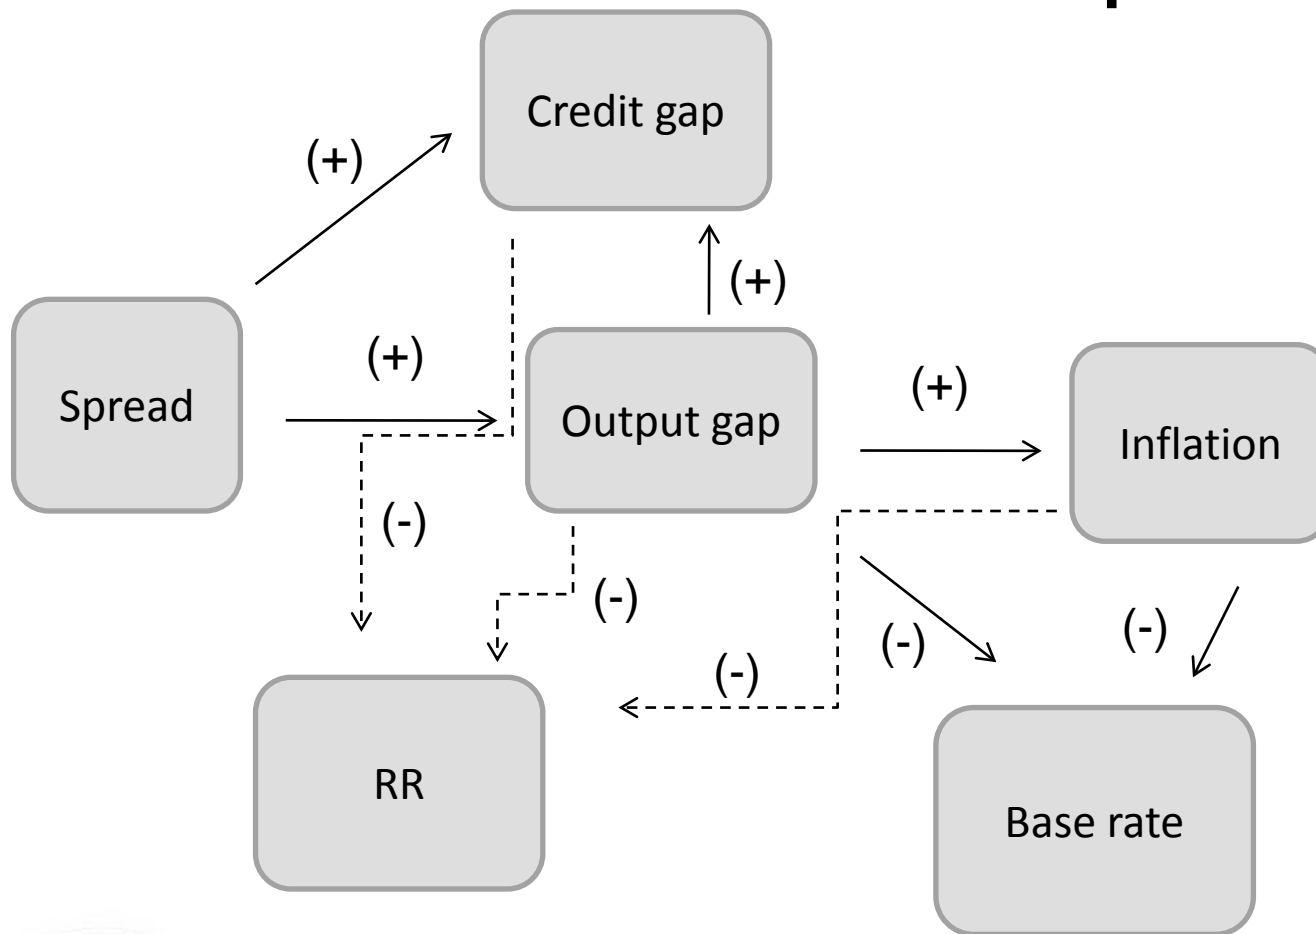 Credit gap
(+)
(+)
Spread
(+)
Output gap
(+)
Inflation
(-)
(-)
(-)
(-)
(-)
RR
Base rate